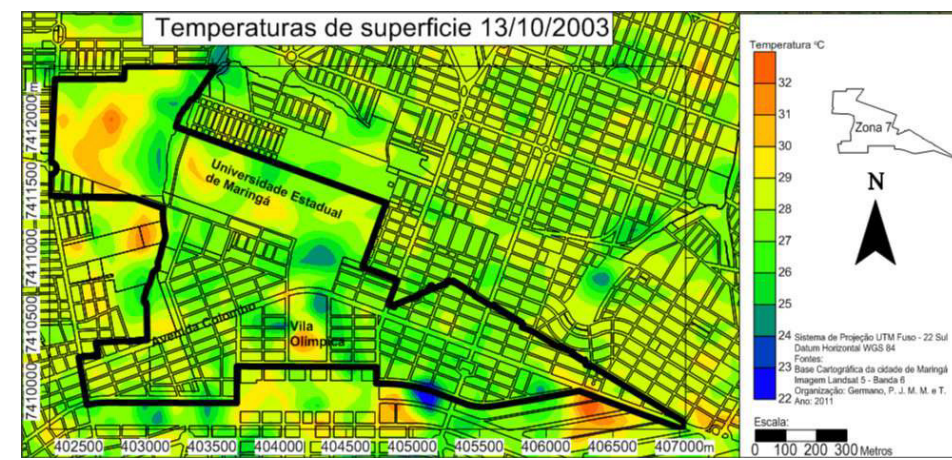 Temperaturas de superficie 13/10/2003
Temperatura °C
32
31
30
29
28
27
26
25
24
23
22
Zona 7
N
Sistema de Projeção UTM Fuso - 22 Sul
Datum Horizontal WGS 84
Fontes:
Base Cartográfica da cidade de Maringá
Imagem Landsat 5 - Banda 6
Organização: Germano, P. J. M. M. e T.
Ano: 2011
Escala:
0 100 200 300 Metros
Universidade Estadual
de Maringá
Avenida Colombo
Vila
Olímpica
7412000 m
7411500
7411000
7410500
7410000
402500 403000 403500 404000 404500 405000 405500 406000 406500 407000m